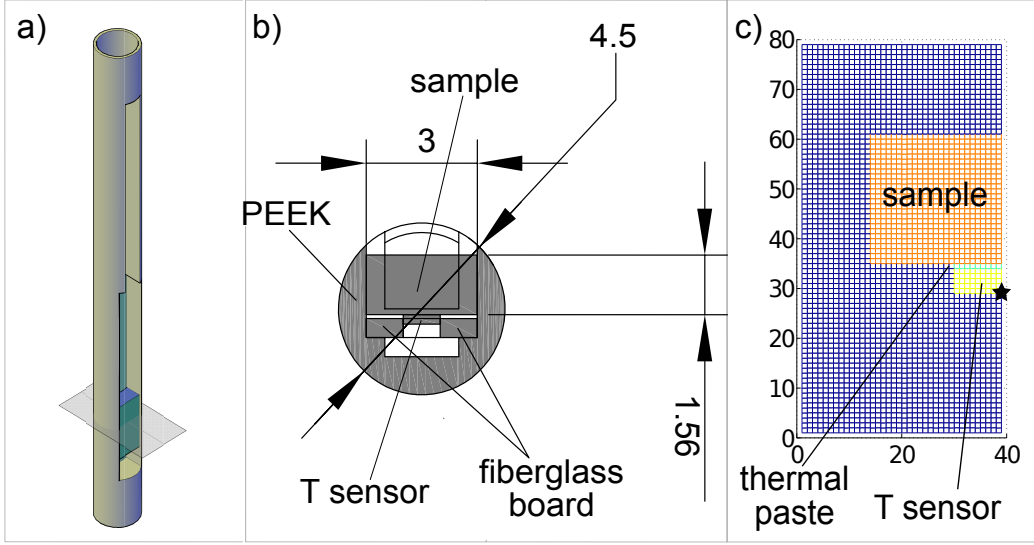 a)
b)
sample
4.5
3
PEEK
1.56
T sensor
fiberglass
board
c)
80
70
60
50
40
30
20
10
0
sample
0
20
40
thermal
paste
T sensor